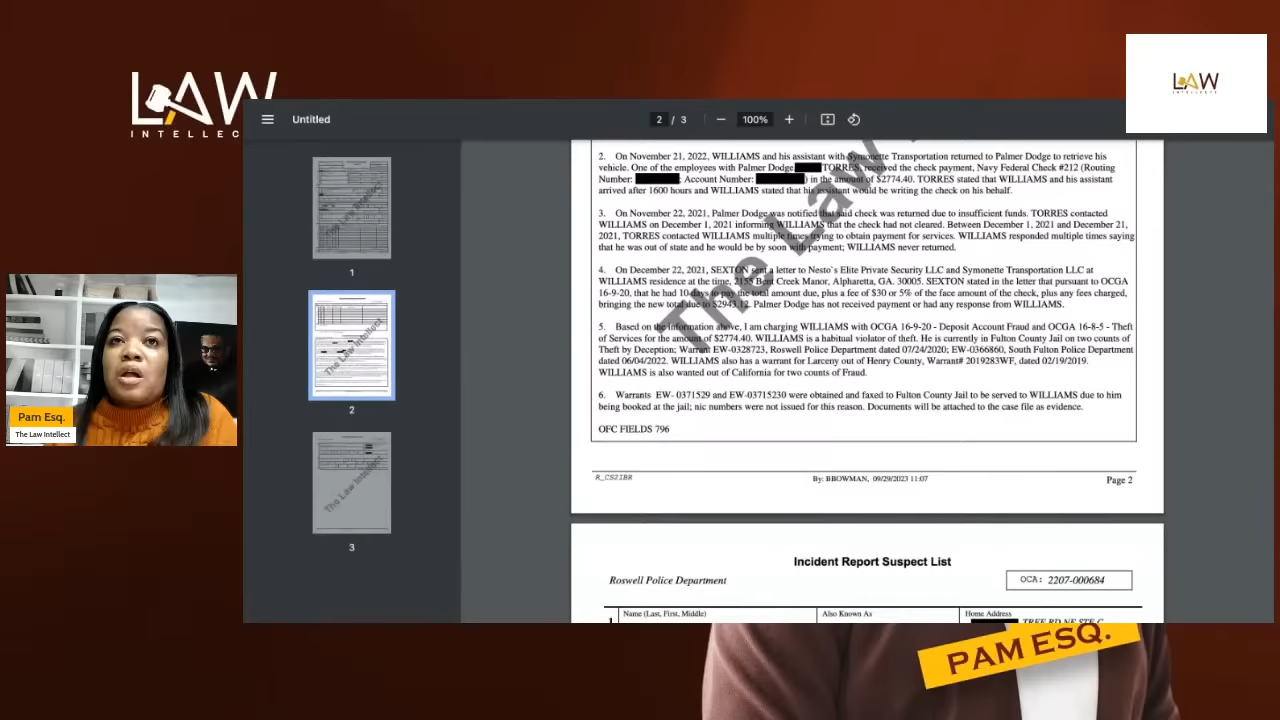 LAW
INTELLEC
LAW
INTELLECT
Untitled
2 / 3
100%
2. On November 21, 2022, WILLIAMS and his assistant with Symonette Transportation returned to Palmer Dodge to retrieve his
vehicle. One of the employees with Palmer Dodge TORRES, received the check payment, Navy Federal Check #212 (Routing
Number: ; Account Number: ) in the amount of $2774.40. TORRES stated that WILLIAMS and his assistant
arrived after 1600 hours and WILLIAMS stated that his assistant would be writing the check on his behalf.
3. On November 22, 2021, Palmer Dodge was notified that said check was returned due to insufficient funds. TORRES contacted
WILLIAMS on December 1, 2021 informing WILLIAMS that the check had not cleared. Between December 1, 2021 and December 21,
2021, TORRES contacted WILLIAMS multiple times trying to obtain payment for services. WILLIAMS responded multiple times saying
that he was out of state and he would be by soon with payment; WILLIAMS never returned.
4. On December 22, 2021, SEXTON sent a letter to Nesto`s Elite Private Security LLC and Symonette Transportation LLC at
WILLIAMS residence at the time, 2155 Bent Creek Manor, Alpharetta, GA. 30005. SEXTON stated in the letter that pursuant to OCGA
16-9-20, that he had 10-days to pay the total amount due, plus a fee of $30 or 5% of the face amount of the check, plus any fees charged,
bringing the new total due to $2943.12. Palmer Dodge has not received payment or had any response from WILLIAMS.
5. Based on the information above, I am charging WILLIAMS with OCGA 16-9-20 - Deposit Account Fraud and OCGA 16-8-5 - Theft
of Services for the amount of $2774.40. WILLIAMS is a habitual violator of theft. He is currently in Fulton County Jail on two counts of
Theft by Deception; Warrant EW-0328723, Roswell Police Department dated 07/24/2020; EW-0366860, South Fulton Police Department
dated 06/04/2022. WILLIAMS also has a warrant for Larceny out of Henry County, Warrant# 2019283WF, dated 02/19/2019.
WILLIAMS is also wanted out of California for two counts of Fraud.
6. Warrants EW- 0371529 and EW-03715230 were obtained and faxed to Fulton County Jail to be served to WILLIAMS due to him
being booked at the jail; nic numbers were not issued for this reason. Documents will be attached to the case file as evidence.
OFC FIELDS 796
R_CS2IBR
By: BBOWMAN, 09/29/2023 11:07
Page 2
The Law
Incident Report Suspect List
Roswell Police Department
OCA: 2207-000684
1 Name (Last, First, Middle)
Also Known As
Home Address
TREE RD NE STE C
The Law Intellect
1
The Law Intellect
2
The Law Intellect
3
Pam Esq.
The Law Intellect
PAM ESQ.